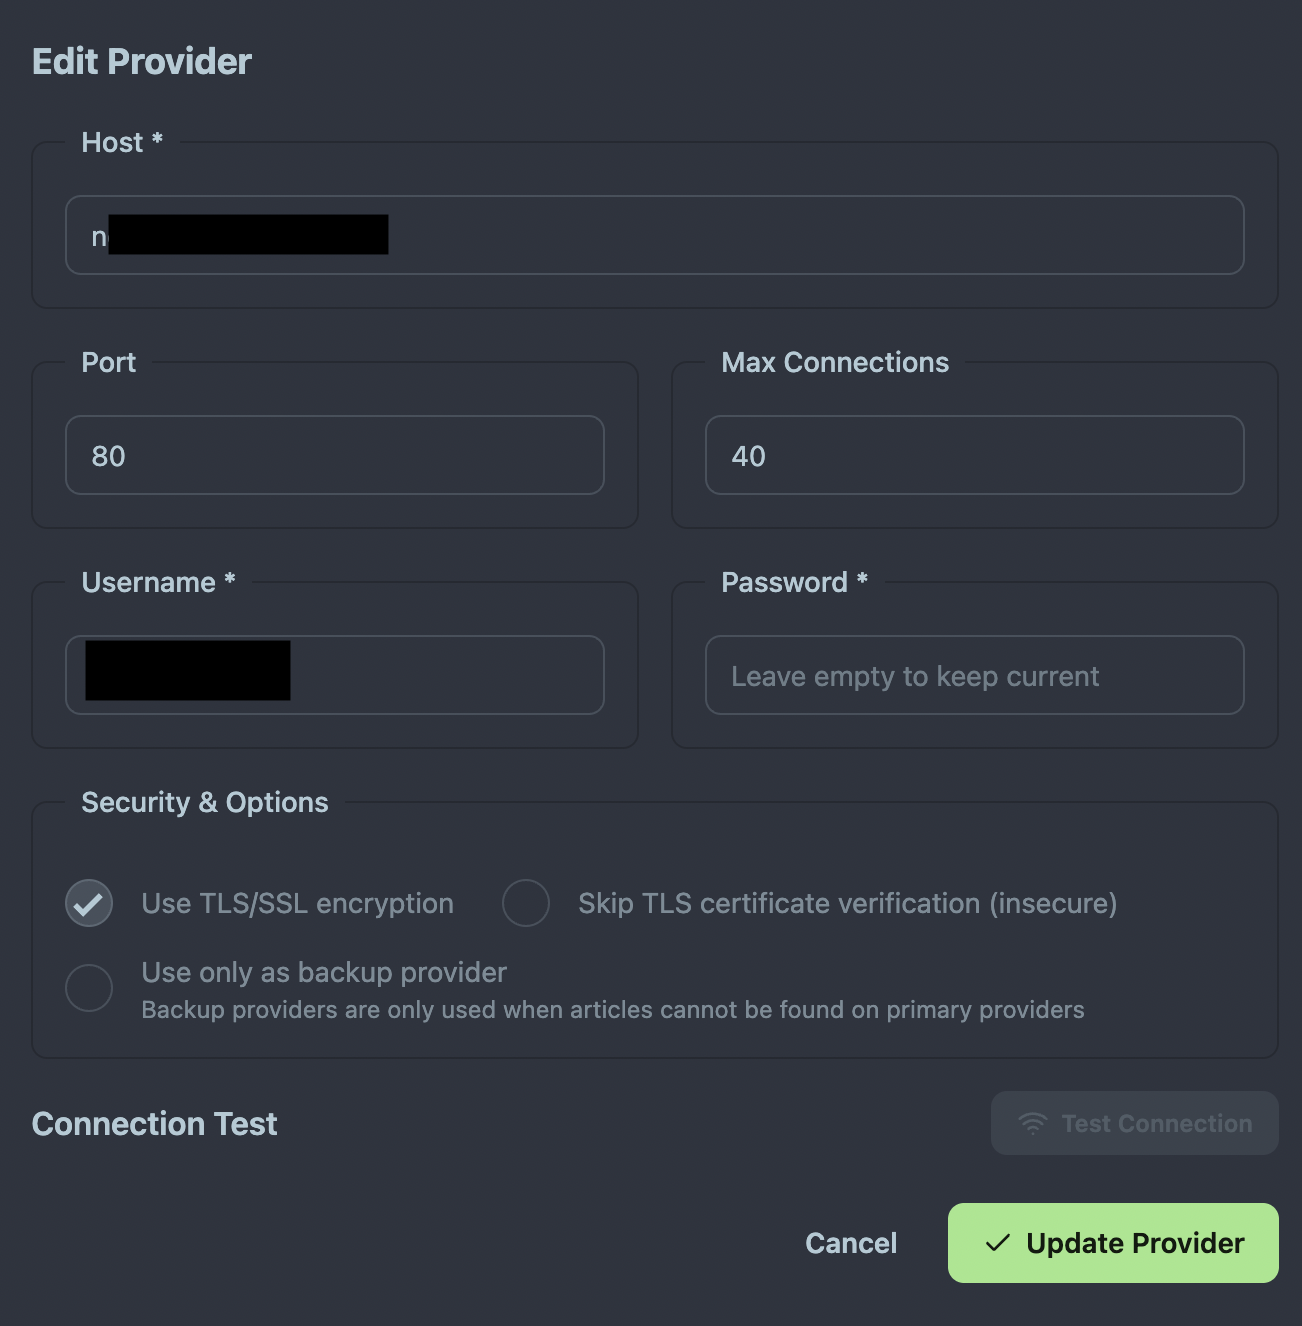 Edit Provider
Host *
n
Port
Max Connections
80
40
Username *
Password *
Leave empty to keep current
Security & Options
Use TLS/SSL encryption
Skip TLS certificate verification (insecure)
Use only as backup provider
Backup providers are only used when articles cannot be found on primary providers
Connection Test
Test Connection
Cancel
Update Provider